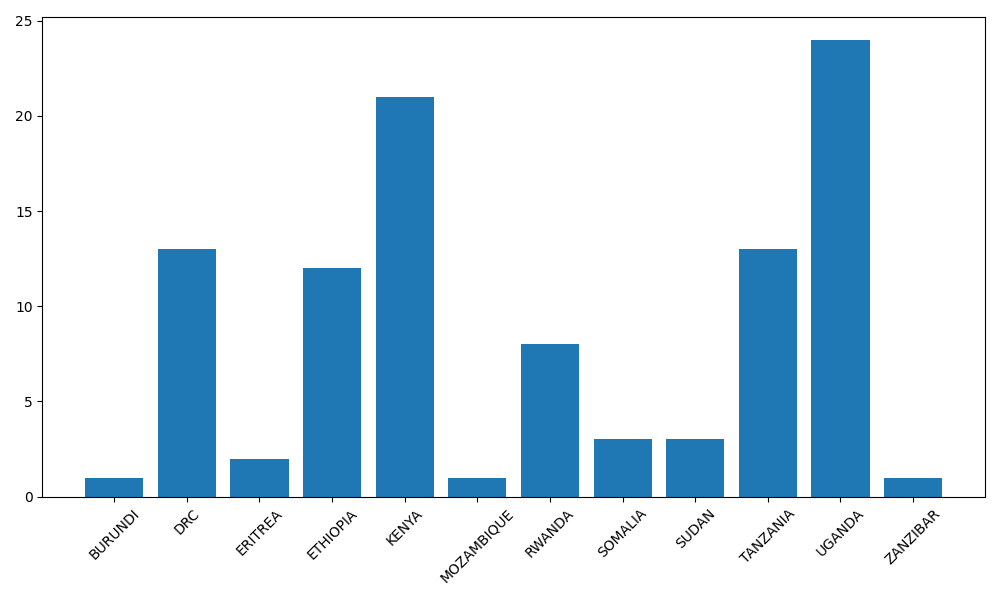 25
20
15
10
5
0
BURUNDI
DRC
ERITREA
ETHIOPIA
KENYA
MOZAMBIQUE
RWANDA
SOMALIA
SUDAN
TANZANIA
UGANDA
ZANZIBAR